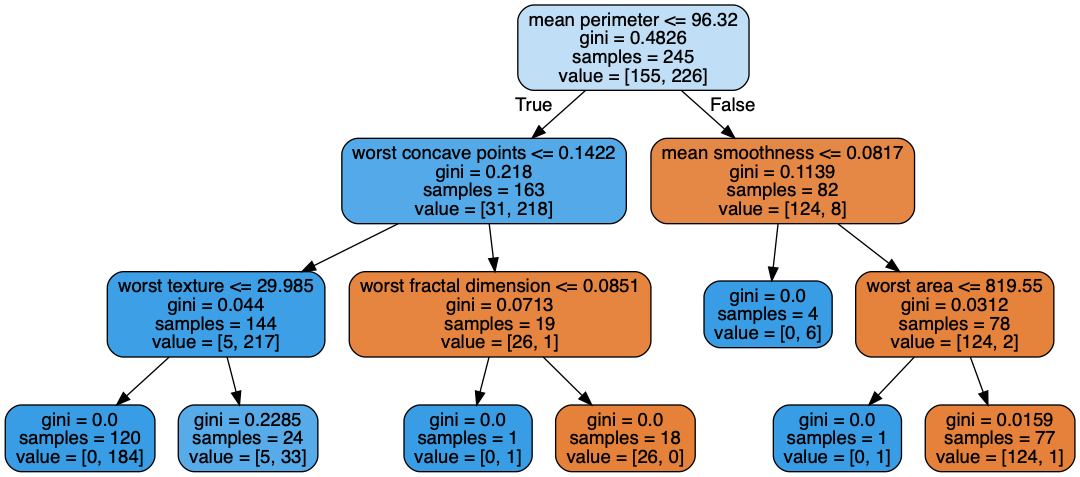 mean perimeter <= 96.32
gini = 0.4826
samples = 245
value = [155, 226]
True
False
worst concave points <= 0.1422
gini = 0.218
samples = 163
value = [31, 218]
mean smoothness <= 0.0817
gini = 0.1139
samples = 82
value = [124, 8]
worst texture <= 29.985
gini = 0.044
samples = 144
value = [5, 217]
worst fractal dimension <= 0.0851
gini = 0.0713
samples = 19
value = [26, 1]
gini = 0.0
samples = 4
value = [0, 6]
worst area <= 819.55
gini = 0.0312
samples = 78
value = [124, 2]
gini = 0.0
samples = 120
value = [0, 184]
gini = 0.2285
samples = 24
value = [5, 33]
gini = 0.0
samples = 1
value = [0, 1]
gini = 0.0
samples = 18
value = [26, 0]
gini = 0.0
samples = 1
value = [0, 1]
gini = 0.0159
samples = 77
value = [124, 1]